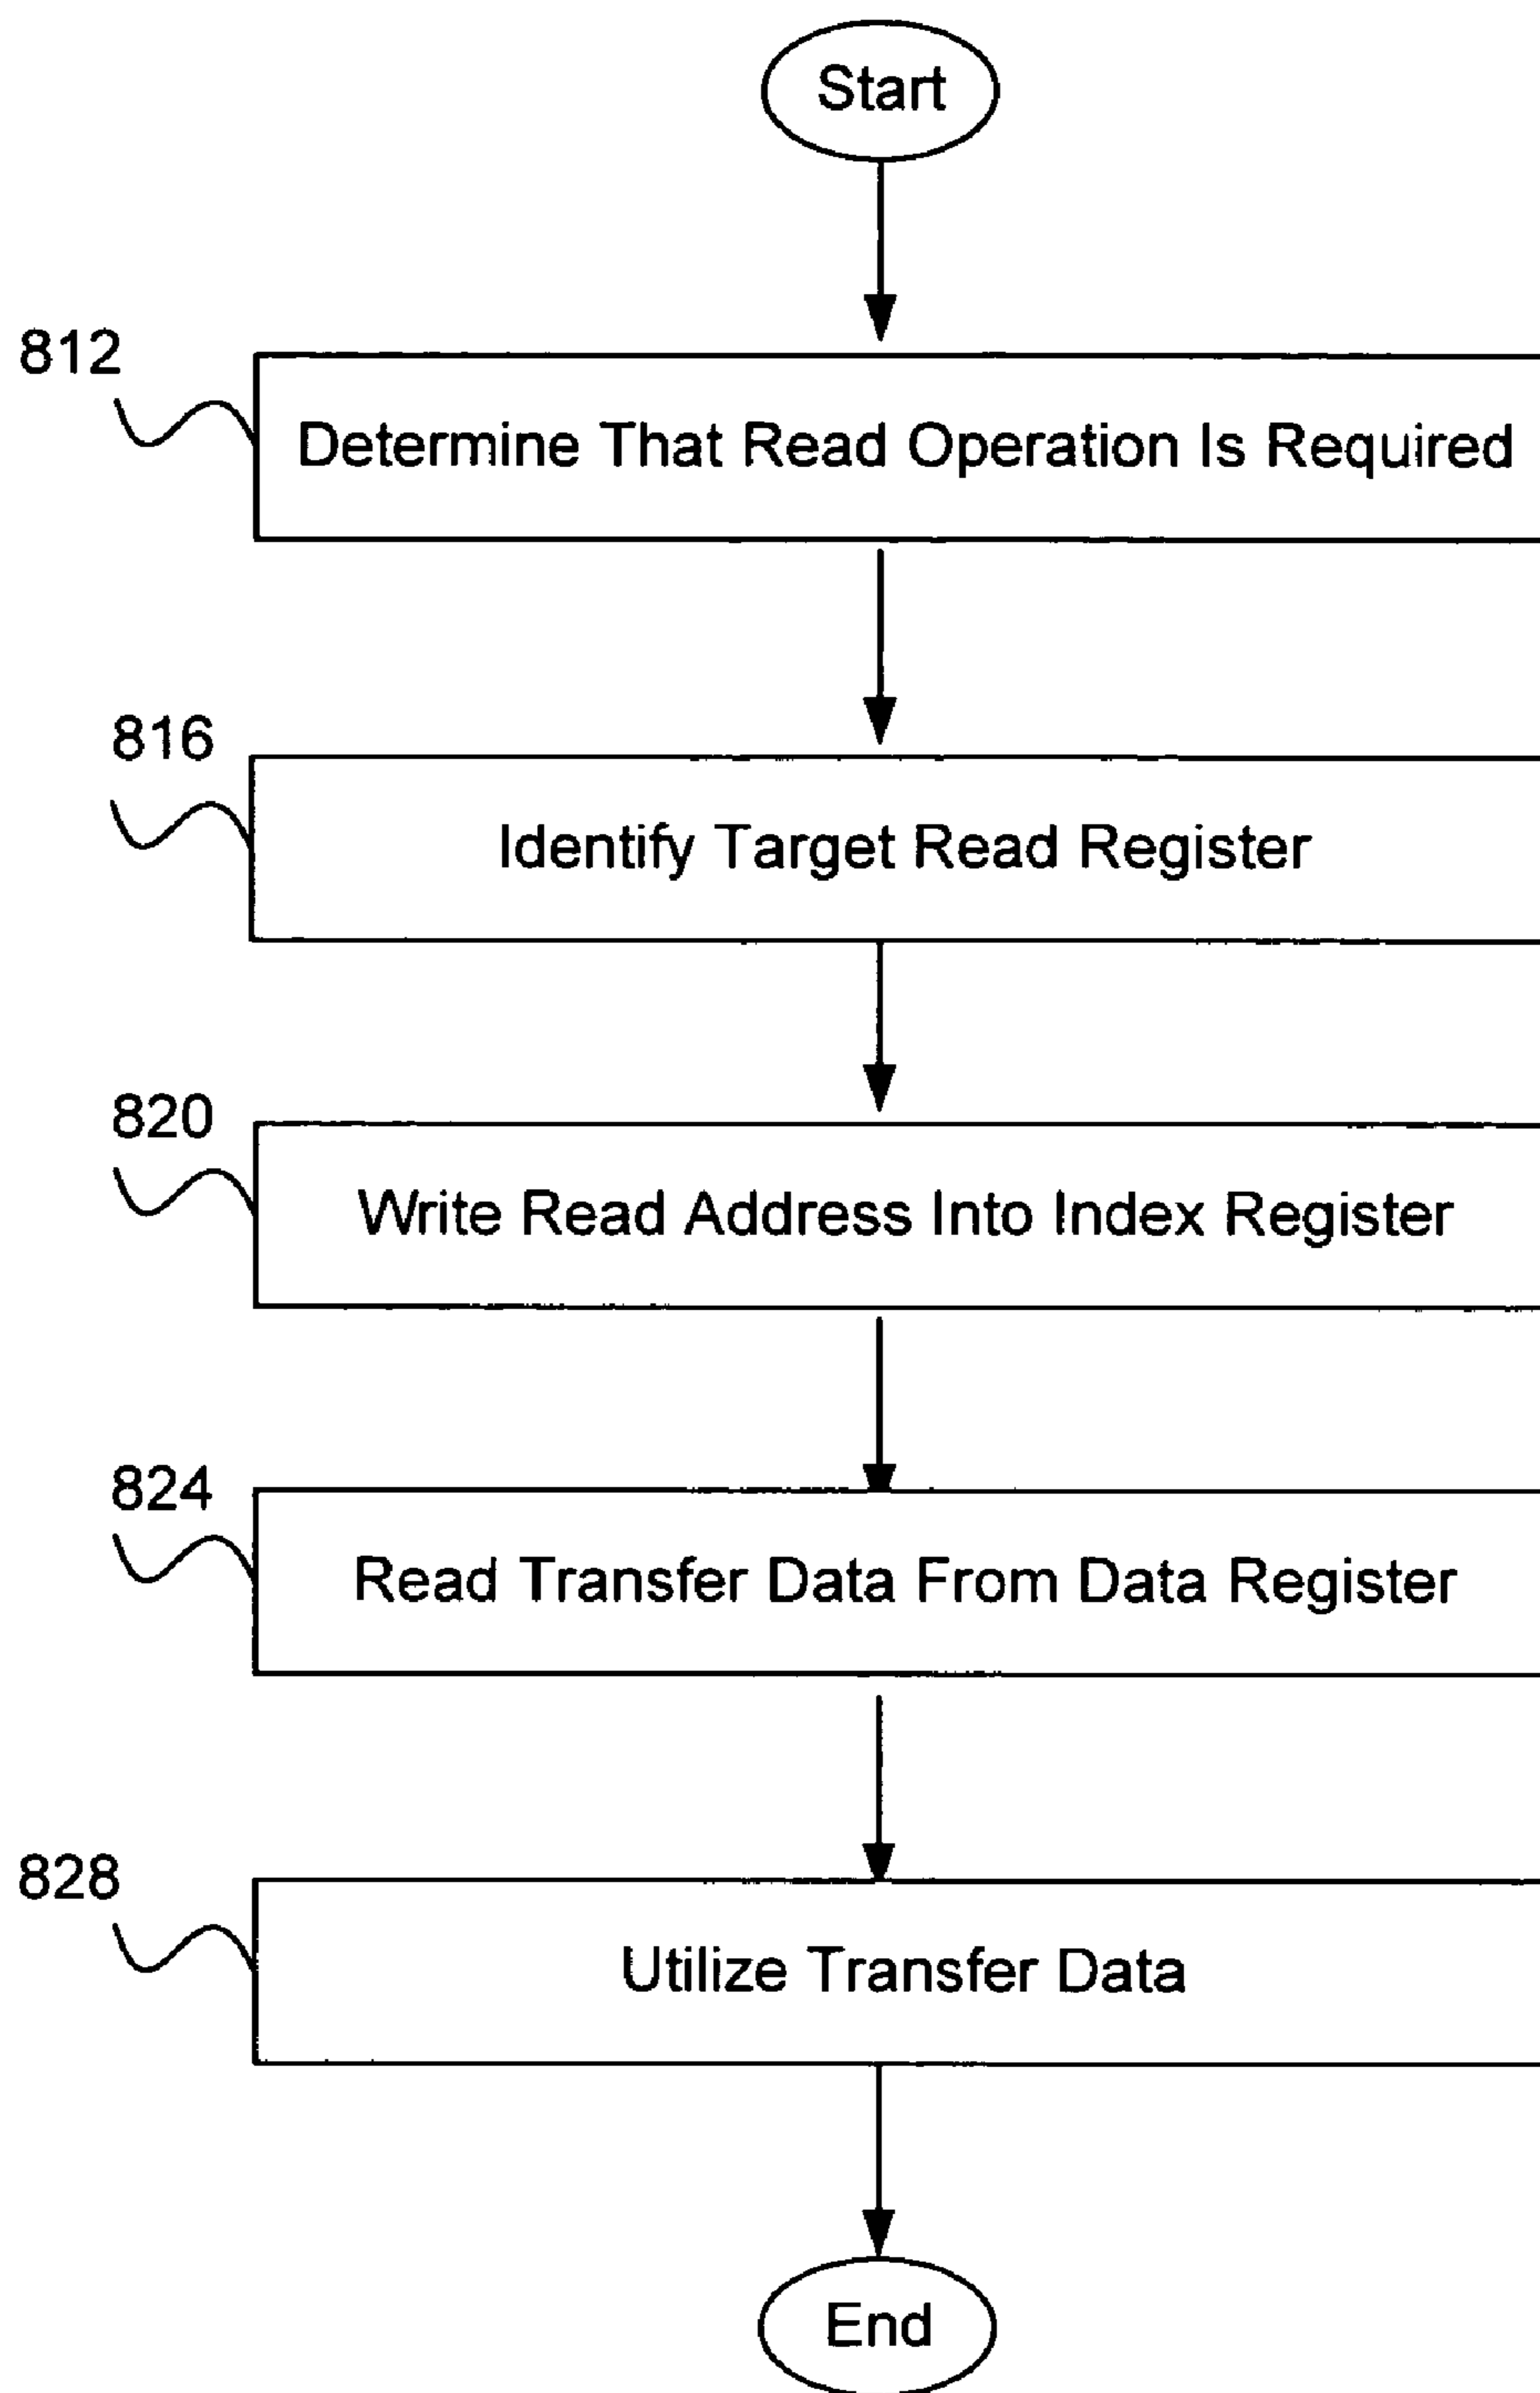 Start
812
Determine That Read Operation Is Required
816
Identify Target Read Register
820
Write Read Address Into Index Register
824
Read Transfer Data From Data Register
828
Utilize Transfer Data
End